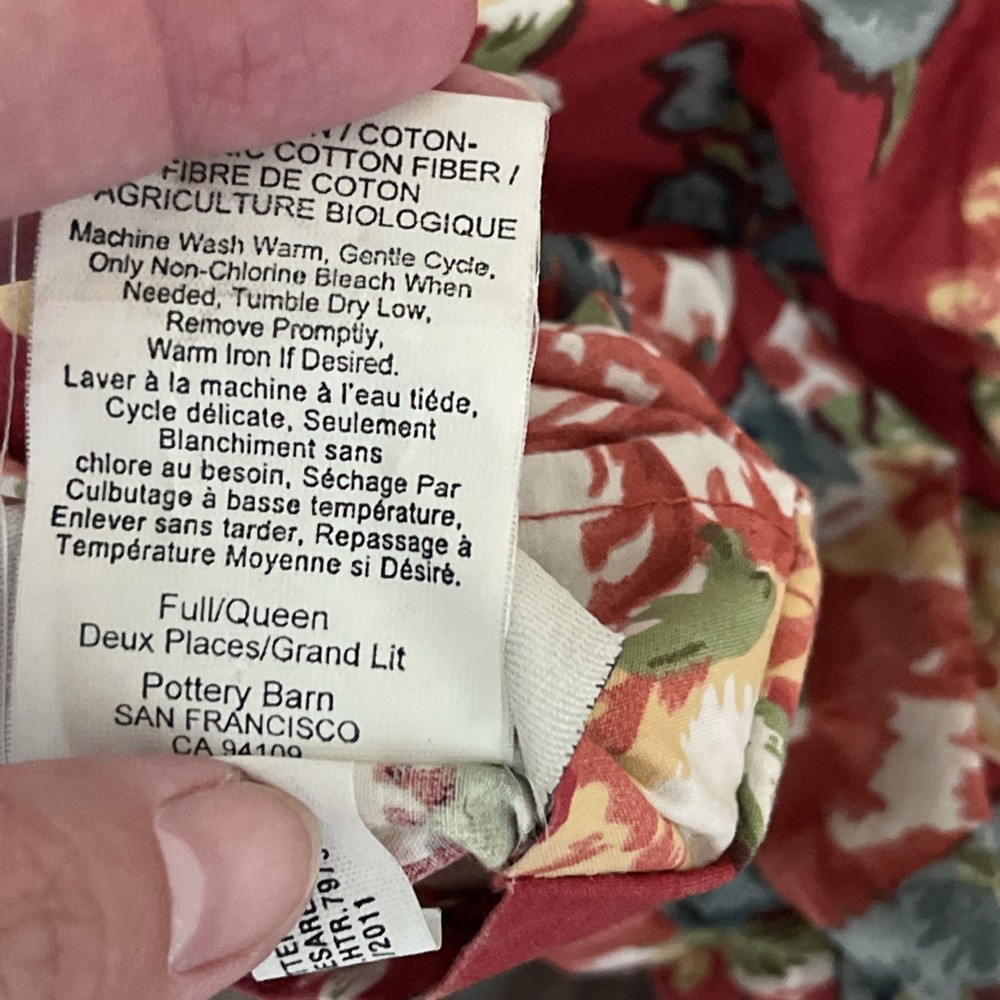 / COTON-
COTTON FIBER /
FIBRE DE COTON
AGRICULTURE BIOLOGIQUE
Machine Wash Warm, Gentle Cycle,
Only Non-Chlorine Bleach When
Needed, Tumble Dry Low,
Remove Promptly,
Warm Iron If Desired.
Laver à la machine à l'eau tiéde,
Cycle délicate, Seulement
Blanchiment sans
chlore au besoin, Séchage Par
Culbutage à basse température,
Enlever sans tarder, Repassage à
Température Moyenne si Désiré.
Full/Queen
Deux Places/Grand Lit
Pottery Barn
SAN FRANCISCO
CA 94109
/2011